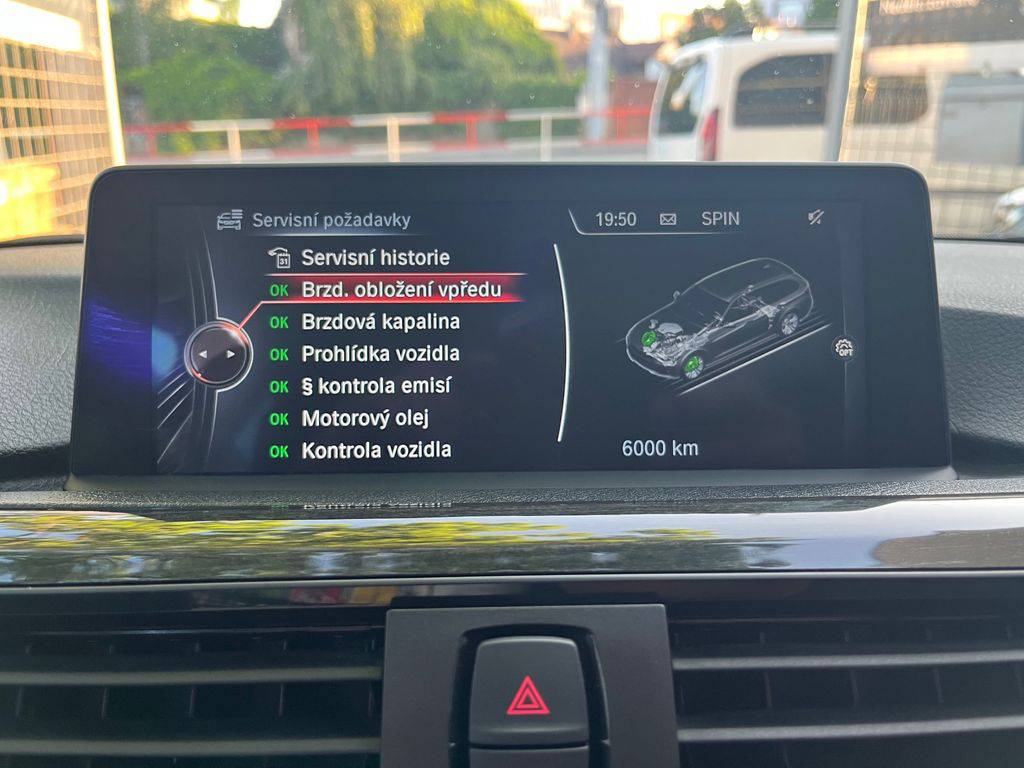 Servisní požadavky
19:50 SPIN
31 Servisní historie
OK Brzd. obložení vpředu
OK Brzdová kapalina
OK Prohlídka vozidla
OK § kontrola emisí
OK Motorový olej
OK Kontrola vozidla
OPT
6000 km